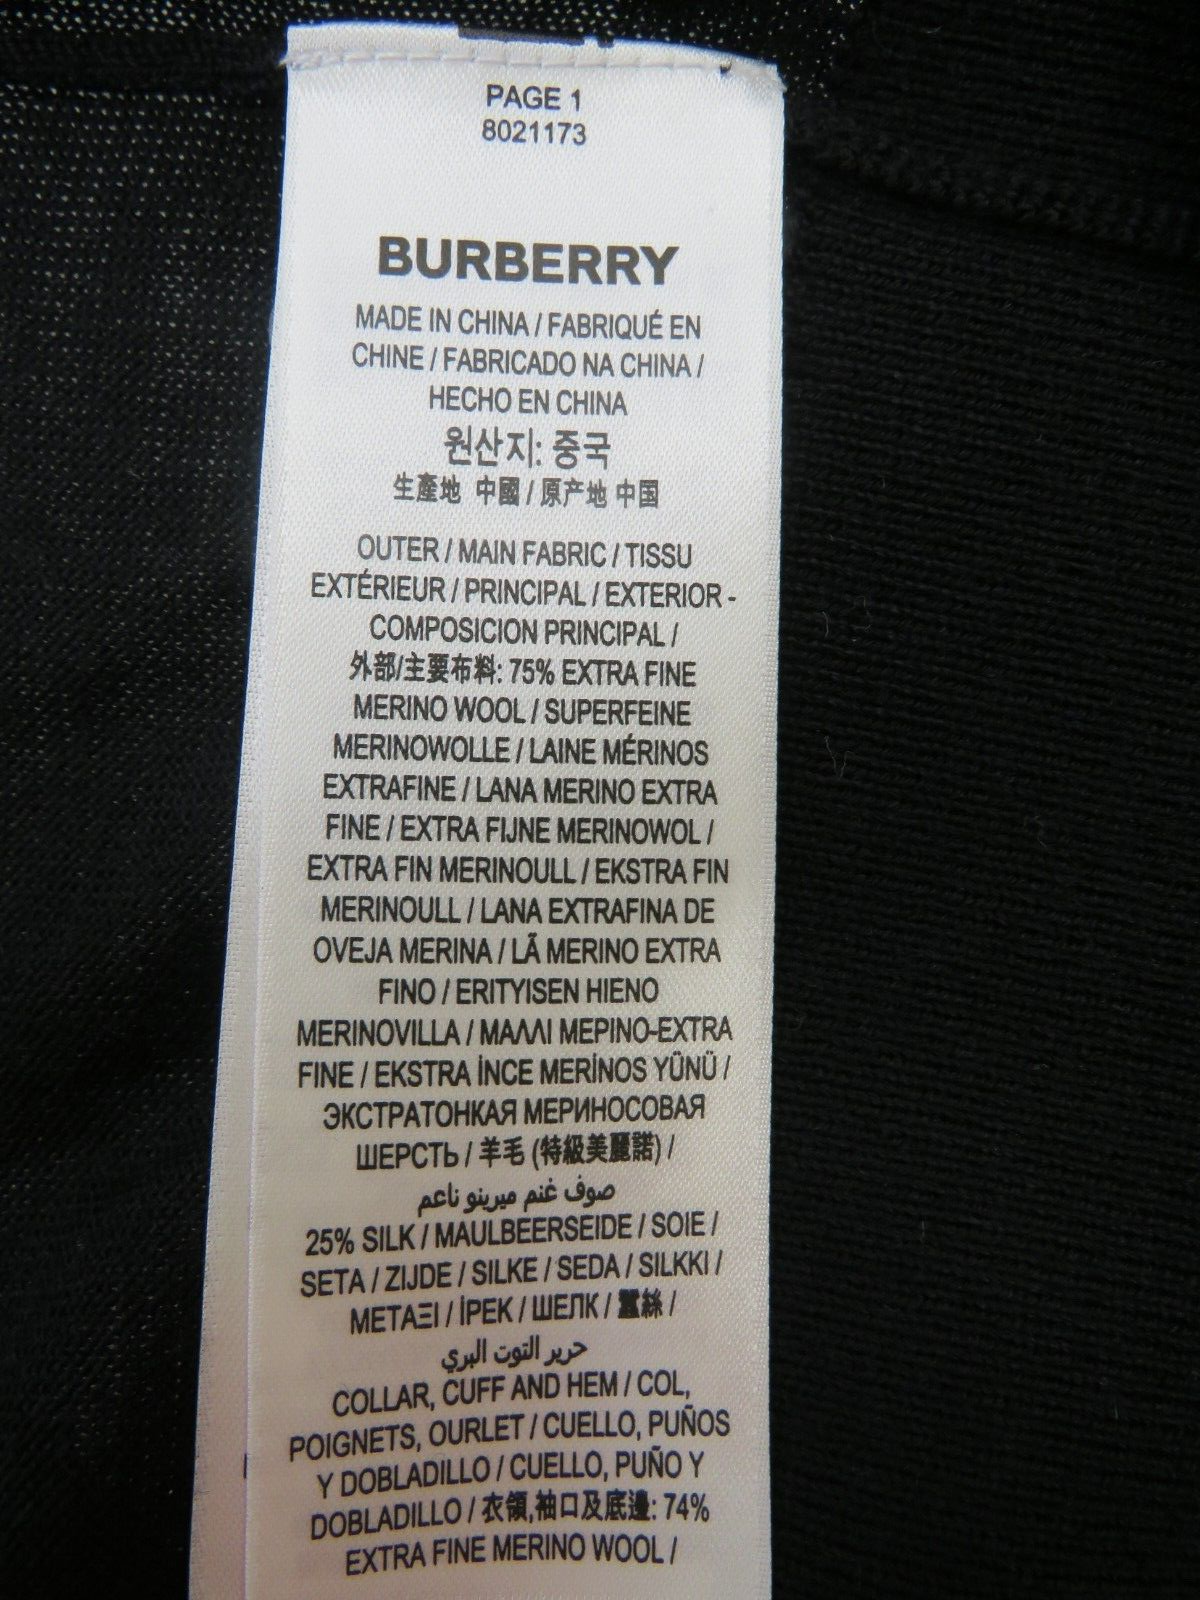 PAGE 1
8021173
BURBERRY
MADE IN CHINA / FABRIQUÉ EN
CHINE / FABRICADO NA CHINA /
HECHO EN CHINA
원산지: 중국
生產地 中國 / 原产地 中国
OUTER / MAIN FABRIC / TISSU
EXTÉRIEUR / PRINCIPAL / EXTERIOR -
COMPOSICION PRINCIPAL /
外部/主要布料: 75% EXTRA FINE
MERINO WOOL / SUPERFEINE
MERINOWOLLE / LAINE MÉRINOS
EXTRAFINE / LANA MERINO EXTRA
FINE / EXTRA FIJNE MERINOWOL /
EXTRA FIN MERINOULL / EKSTRA FIN
MERINOULL / LANA EXTRAFINA DE
OVEJA MERINA / LÃ MERINO EXTRA
FINO / ERITYISEN HIENO
MERINOVILLA / ΜΑΛΛΙ ΜΕΡΙΝΟ-EXTRA
FINE / EKSTRA İNCE MERİNOS YÛNÜ /
ЭКСТРАТОНКАЯ МЕРИНОСОВАЯ
ШЕРСТЬ / 羊毛 (特級美麗諾) /
صوف غنم ميرينو ناعم
25% SILK / MAULBEERSEIDE / SOIE /
SETA / ZIJDE / SILKE / SEDA / SILKKI /
ΜΕΤΑΞΙ / İPEK / ШЕЛК / 蠶絲 /
حرير التوت البري
COLLAR, CUFF AND HEM / COL,
POIGNETS, OURLET / CUELLO, PUÑOS
Y DOBLADILLO / CUELLO, PUÑO Y
DOBLADILLO / 衣領,袖口及底邊: 74%
EXTRA FINE MERINO WOOL /